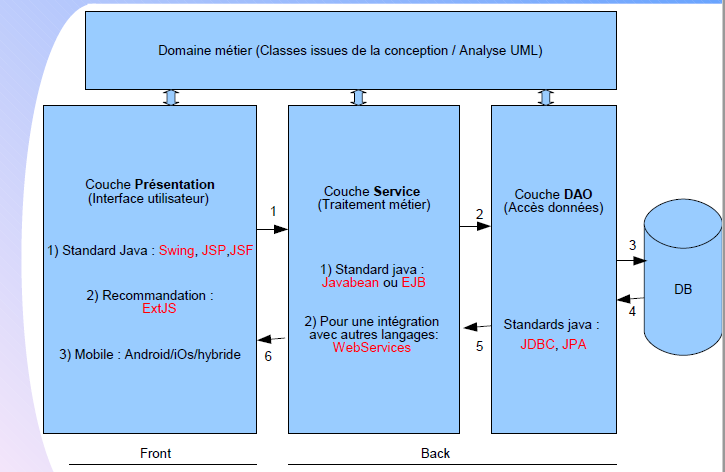 Domaine métier (Classes issues de la conception / Analyse UML)
Couche Présentation
(Interface utilisateur)
1) Standard Java : Swing, JSP,JSF
2) Recommandation :
ExtJS
3) Mobile : Android/iOs/hybride
1
6
Couche Service
(Traitement métier)
1) Standard java :
Javabean ou EJB
2) Pour une intégration
avec autres langages:
WebServices
2
5
Couche DAO
(Accès données)
Standards java :
JDBC, JPA
3
4
DB
Front
Back